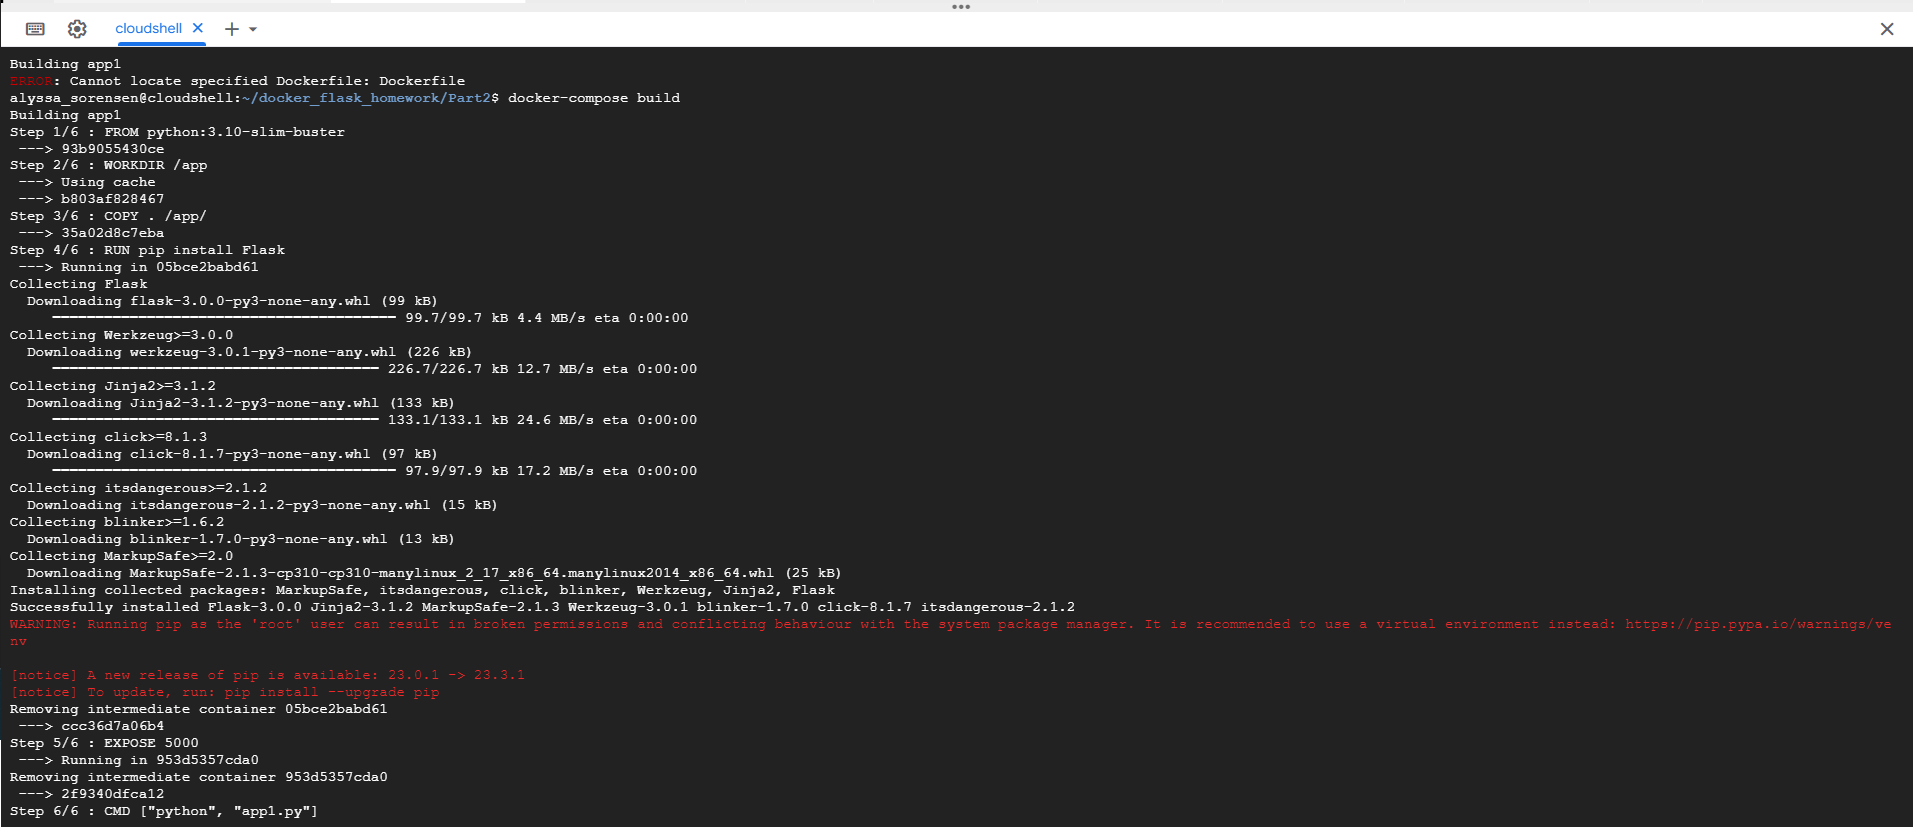 cloudshell
Building app1
ERROR: Cannot locate specified Dockerfile: Dockerfile
alyssa_sorensen@cloudshell:~/docker_flask_homework/Part2$ docker-compose build
Building app1
Step 1/6 : FROM python:3.10-slim-buster
 ---> 93b9055430ce
Step 2/6 : WORKDIR /app
 ---> Using cache
 ---> b803af828467
Step 3/6 : COPY . /app/
 ---> 35a02d8c7eba
Step 4/6 : RUN pip install Flask
 ---> Running in 05bce2babd61
Collecting Flask
  Downloading flask-3.0.0-py3-none-any.whl (99 kB)
     99.7/99.7 kB 4.4 MB/s eta 0:00:00
Collecting Werkzeug>=3.0.0
  Downloading werkzeug-3.0.1-py3-none-any.whl (226 kB)
     226.7/226.7 kB 12.7 MB/s eta 0:00:00
Collecting Jinja2>=3.1.2
  Downloading Jinja2-3.1.2-py3-none-any.whl (133 kB)
     133.1/133.1 kB 24.6 MB/s eta 0:00:00
Collecting click>=8.1.3
  Downloading click-8.1.7-py3-none-any.whl (97 kB)
     97.9/97.9 kB 17.2 MB/s eta 0:00:00
Collecting itsdangerous>=2.1.2
  Downloading itsdangerous-2.1.2-py3-none-any.whl (15 kB)
Collecting blinker>=1.6.2
  Downloading blinker-1.7.0-py3-none-any.whl (13 kB)
Collecting MarkupSafe>=2.0
  Downloading MarkupSafe-2.1.3-cp310-cp310-manylinux_2_17_x86_64.manylinux2014_x86_64.whl (25 kB)
Installing collected packages: MarkupSafe, itsdangerous, click, blinker, Werkzeug, Jinja2, Flask
Successfully installed Flask-3.0.0 Jinja2-3.1.2 MarkupSafe-2.1.3 Werkzeug-3.0.1 blinker-1.7.0 click-8.1.7 itsdangerous-2.1.2
WARNING: Running pip as the 'root' user can result in broken permissions and conflicting behaviour with the system package manager. It is recommended to use a virtual environment instead: https://pip.pypa.io/warnings/ve
nv
[notice] A new release of pip is available: 23.0.1 -> 23.3.1
[notice] To update, run: pip install --upgrade pip
Removing intermediate container 05bce2babd61
 ---> ccc36d7a06b4
Step 5/6 : EXPOSE 5000
 ---> Running in 953d5357cda0
Removing intermediate container 953d5357cda0
 ---> 2f9340dfca12
Step 6/6 : CMD ["python", "app1.py"]